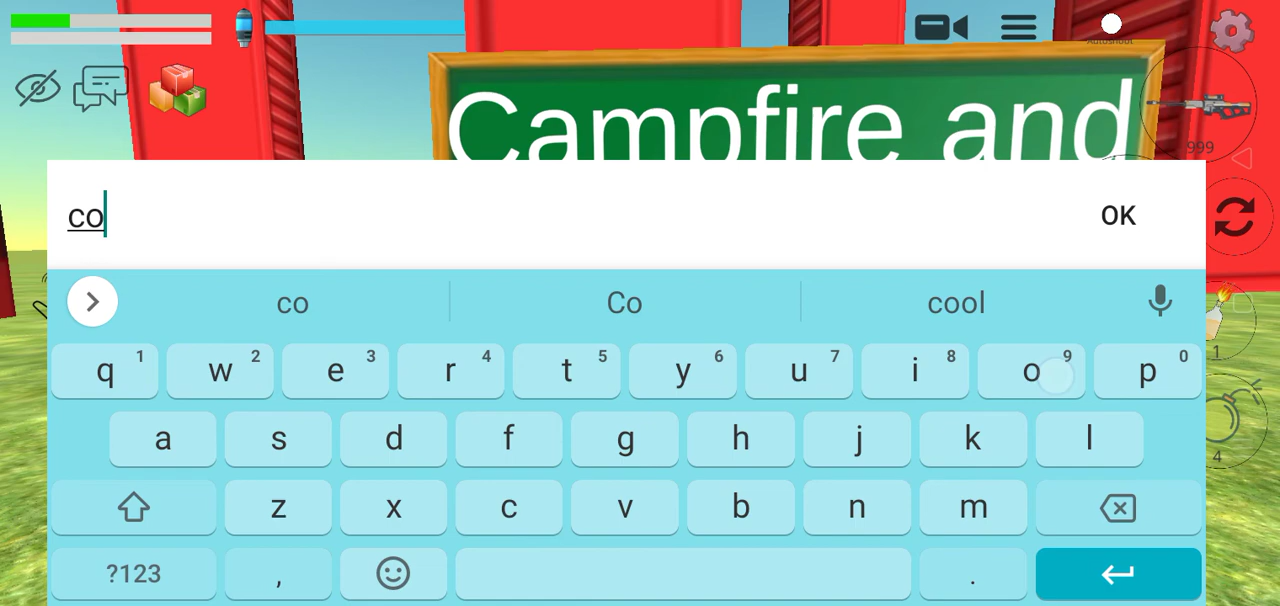 Autoshoot
Campfire and
999
co
OK
co Co cool
q 1 w 2 e 3 r 4 t 5 y 6 u 7 i 8 o 9 p 0
a s d f g h j k l
1
z x c v b n m
4
?123 , .